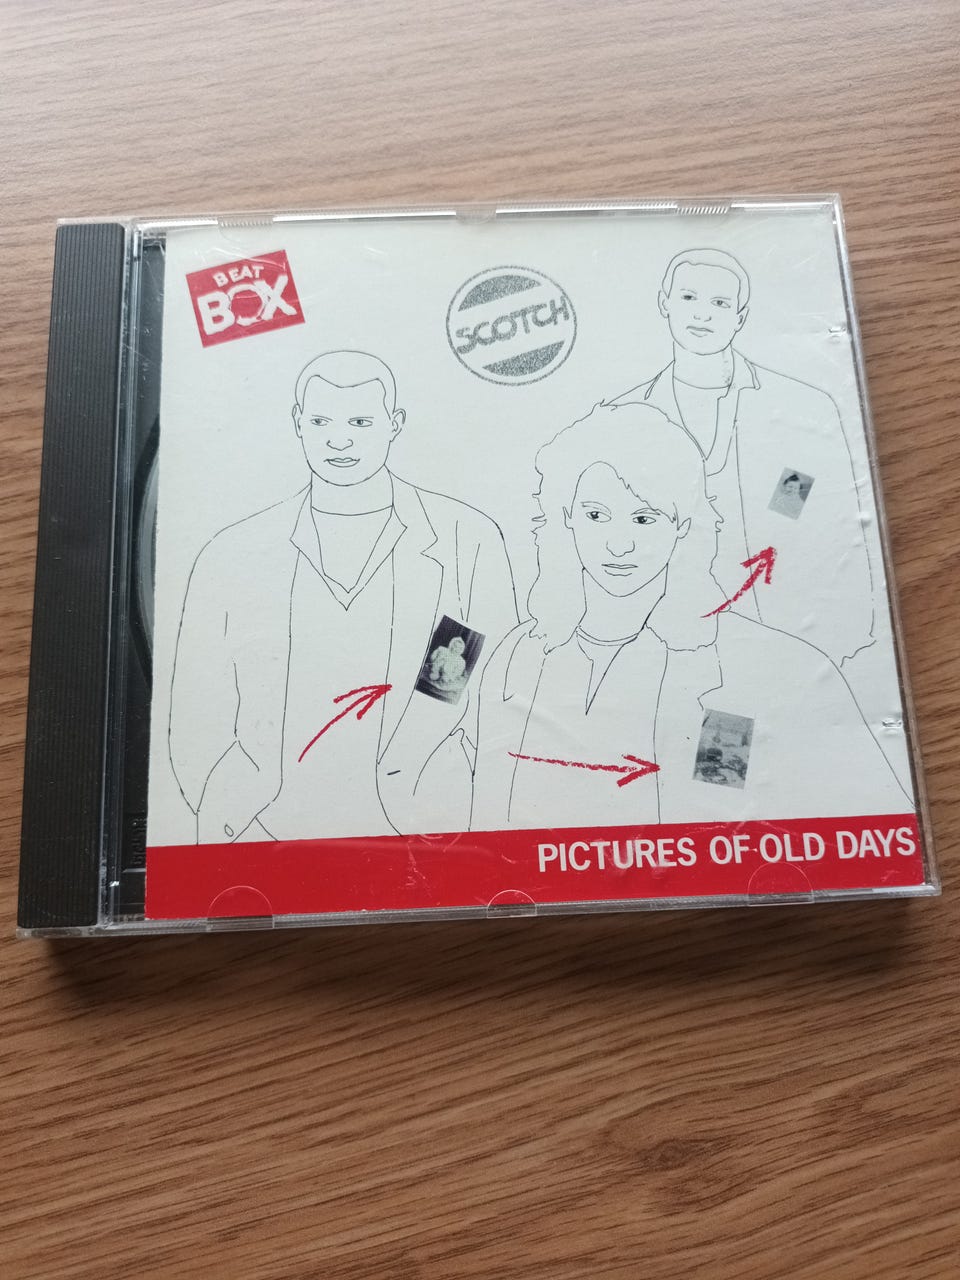 BEAT
BOX
SCOTCH
PICTURES OF OLD DAYS